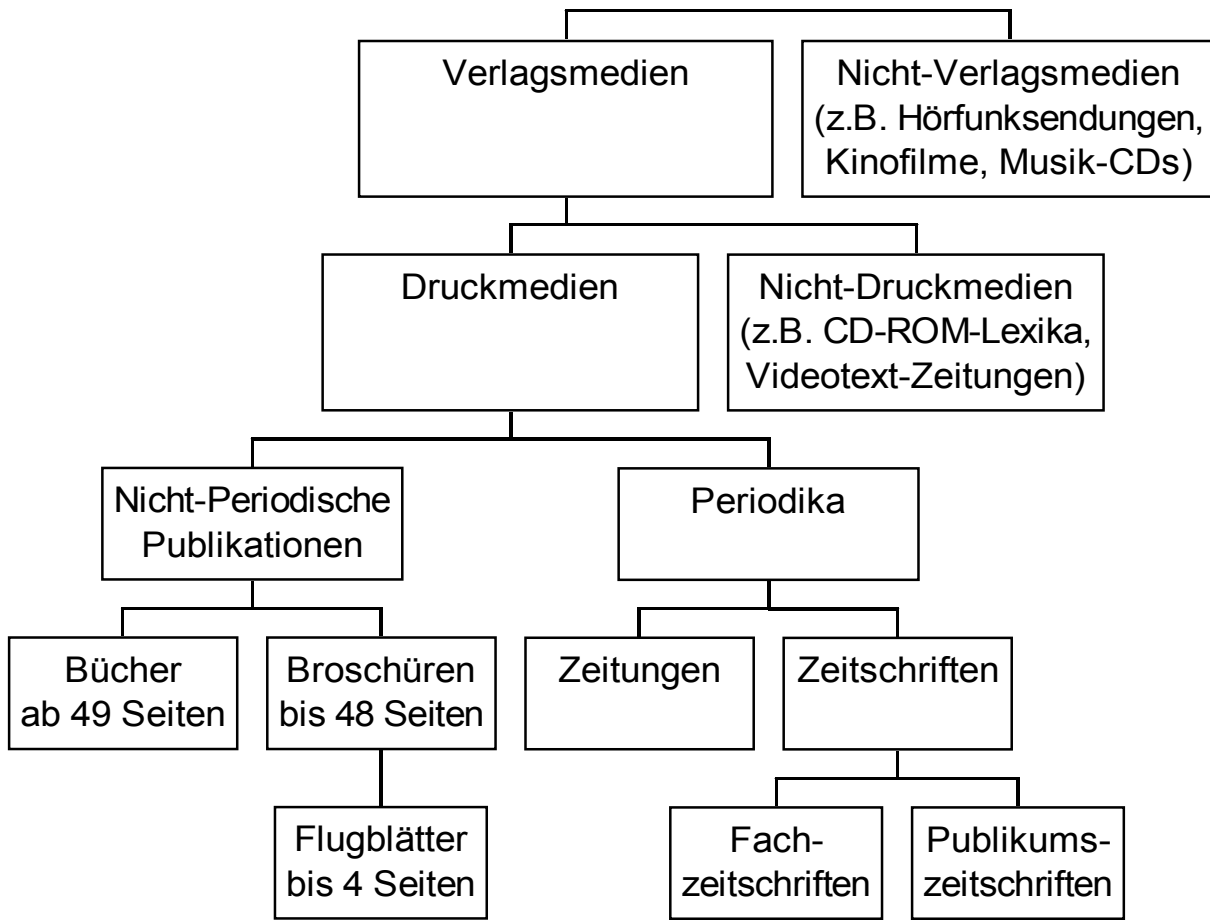 Verlagsmedien
Nicht-Verlagsmedien
(z.B. Hörfunksendungen,
Kinofilme, Musik-CDs)
Druckmedien
Nicht-Druckmedien
(z.B. CD-ROM-Lexika,
Videotext-Zeitungen)
Nicht-Periodische
Publikationen
Periodika
Bücher
ab 49 Seiten
Broschüren
bis 48 Seiten
Zeitungen
Zeitschriften
Flugblätter
bis 4 Seiten
Fach-
zeitschriften
Publikums-
zeitschriften